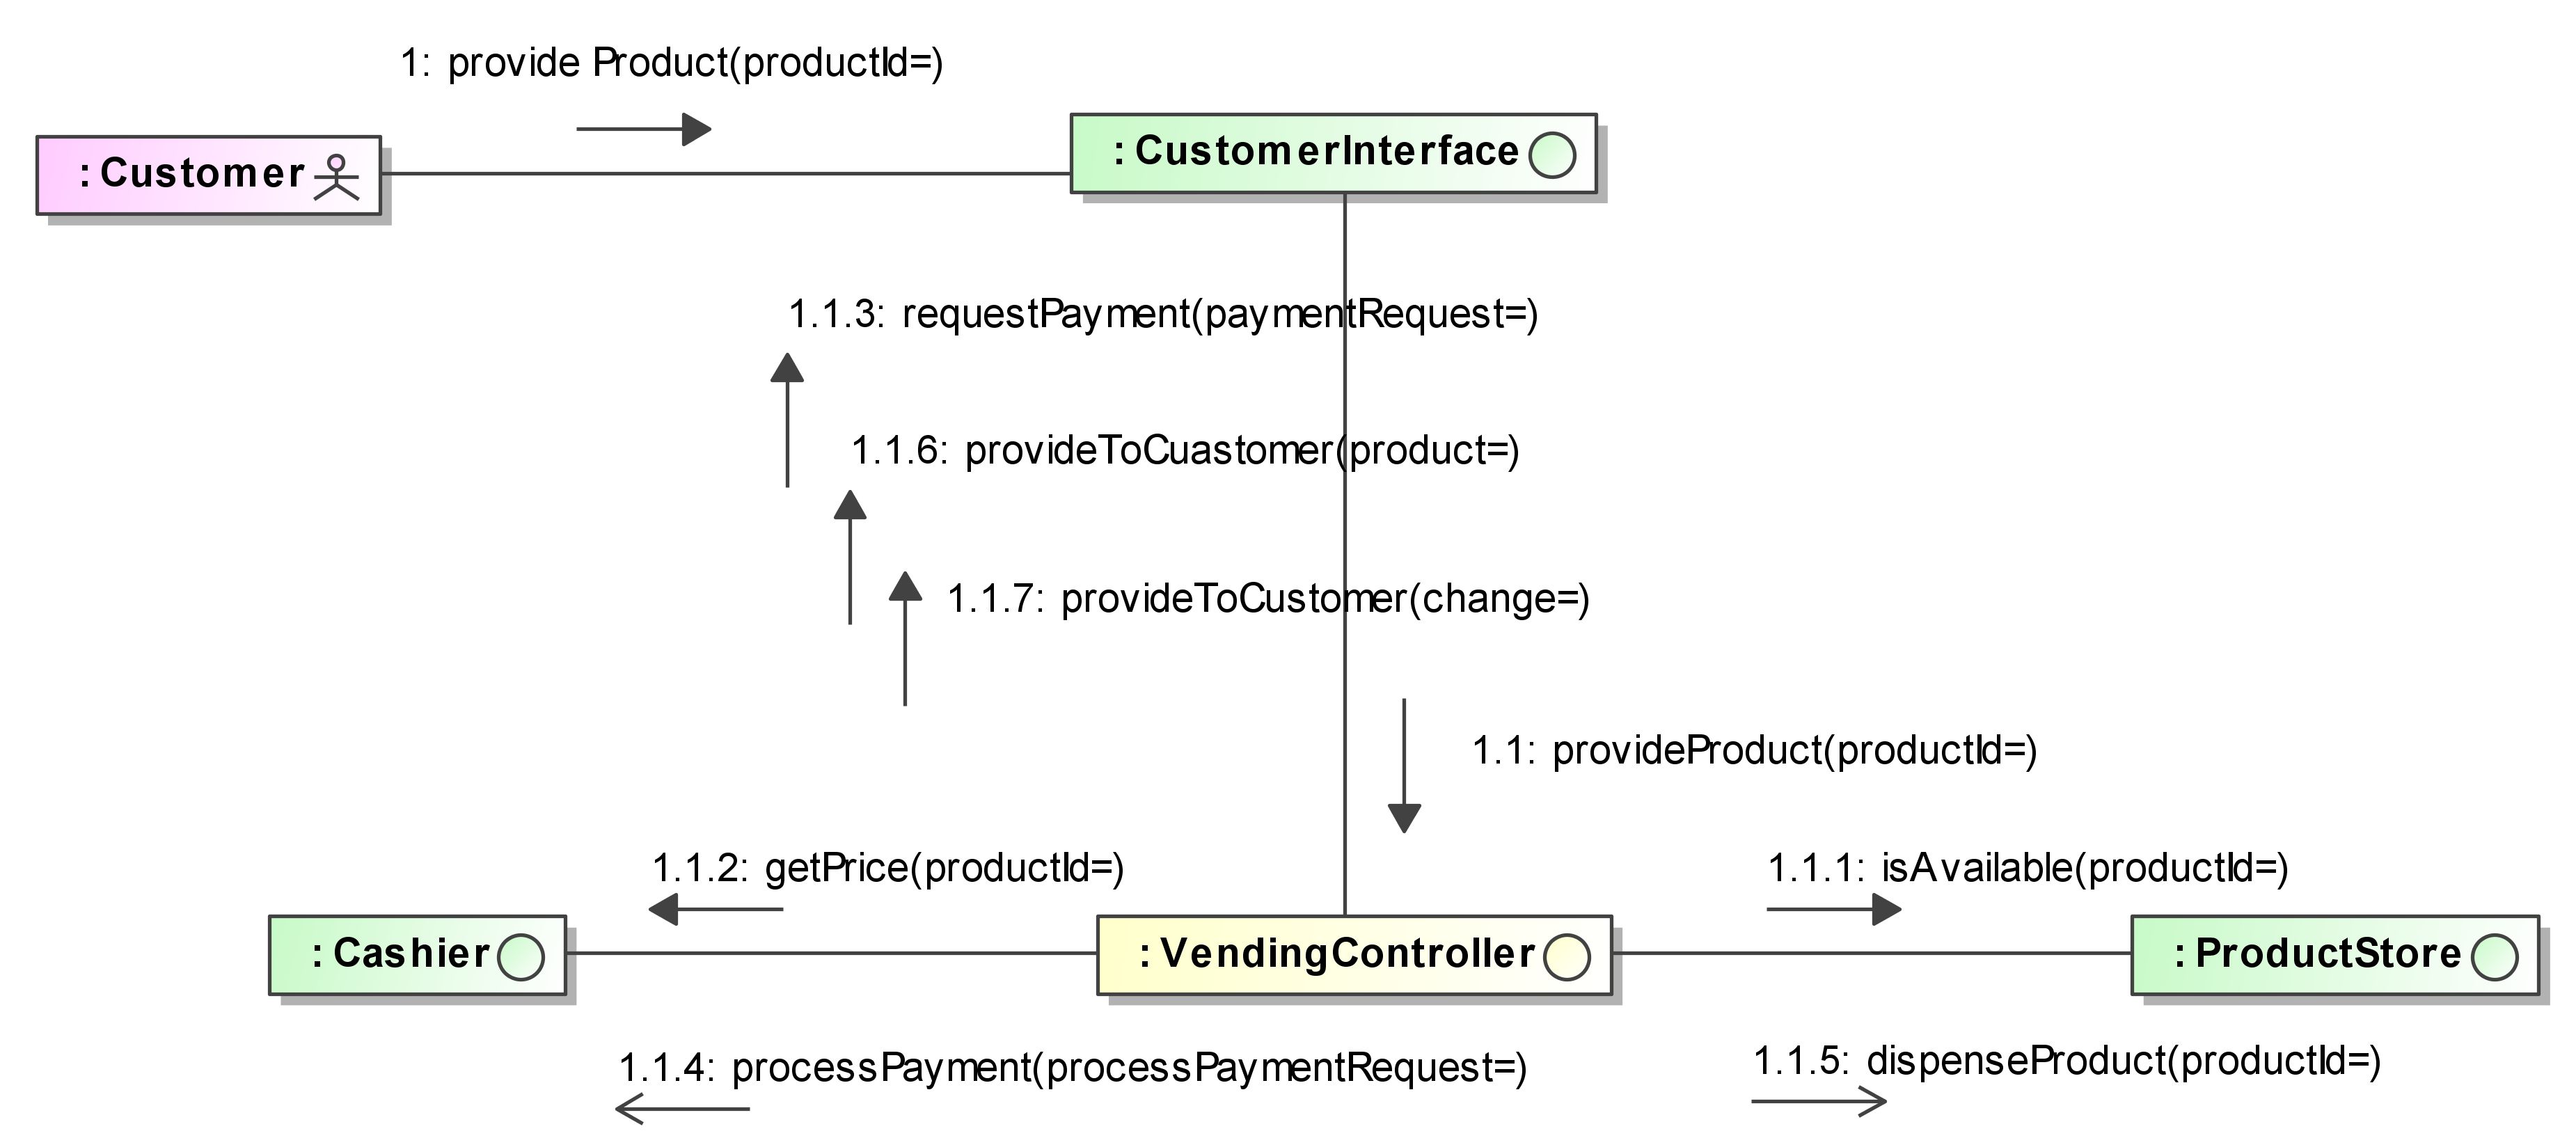 1: provide Product(productId=)
: Customer
: CustomerInterface
1.1.3: requestPayment(paymentRequest=)
1.1.6: provideToCuastomer(product=)
1.1.7: provideToCustomer(change=)
1.1: provideProduct(productId=)
1.1.2: getPrice(productId=)
1.1.1: isAvailable(productId=)
: Cashier
: VendingController
: ProductStore
1.1.4: processPayment(processPaymentRequest=)
1.1.5: dispenseProduct(productId=)